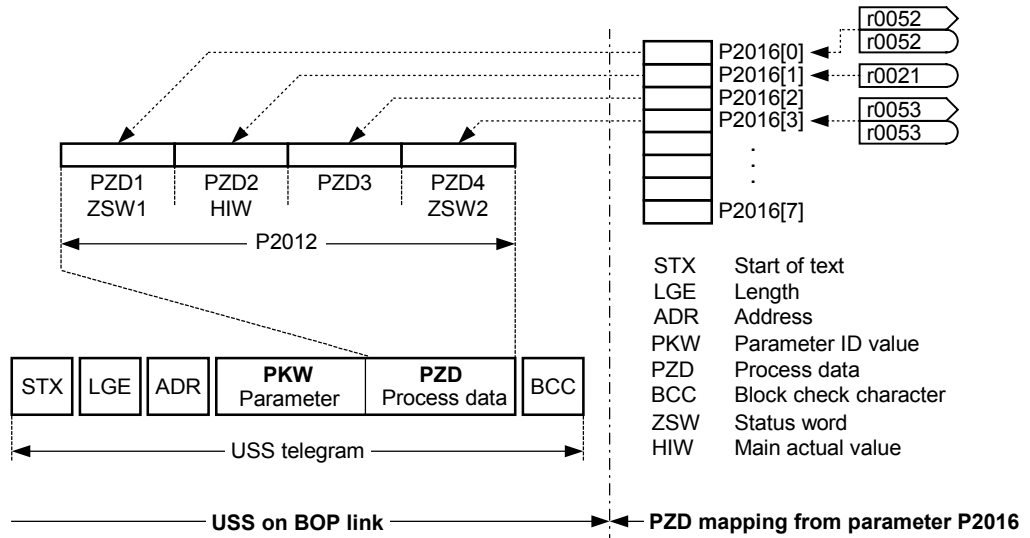 r0052
r0052
P2016[0]
P2016[1]
r0021
P2016[2]
r0053
P2016[3]
r0053
.
.
.
P2016[7]
PZD1 PZD2 PZD3 PZD4
ZSW1 HIW ZSW2
P2012
STX Start of text
LGE Length
ADR Address
PKW Parameter ID value
PZD Process data
BCC Block check character
ZSW Status word
HIW Main actual value
STX LGE ADR PKW Parameter PZD Process data BCC
USS telegram
USS on BOP link
PZD mapping from parameter P2016